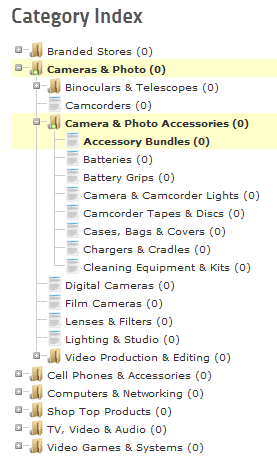 Category Index
Branded Stores (0)
Cameras & Photo (0)
Binoculars & Telescopes (0)
Camcorders (0)
Camera & Photo Accessories (0)
Accessory Bundles (0)
Batteries (0)
Battery Grips (0)
Camera & Camcorder Lights (0)
Camcorder Tapes & Discs (0)
Cases, Bags & Covers (0)
Chargers & Cradles (0)
Cleaning Equipment & Kits (0)
Digital Cameras (0)
Film Cameras (0)
Lenses & Filters (0)
Lighting & Studio (0)
Video Production & Editing (0)
Cell Phones & Accessories (0)
Computers & Networking (0)
Shop Top Products (0)
TV, Video & Audio (0)
Video Games & Systems (0)